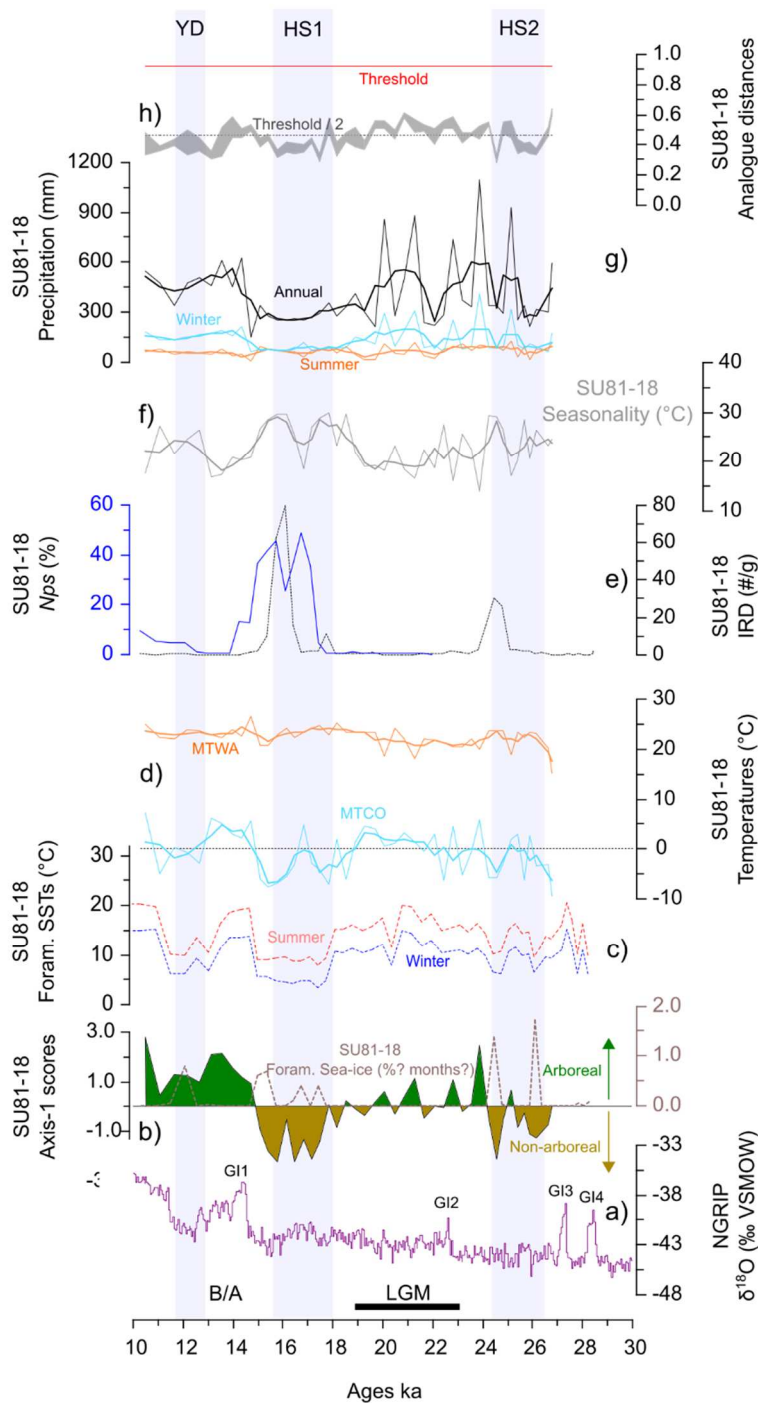 YD HS1 HS2
1.0
0.8
0.6
0.4
0.2
0.0
SU81-18
Analogue distances
Threshold
h)
Threshold / 2
1200
900
600
300
0
SU81-18
Precipitation (mm)
g)
Annual
Winter
Summer
40
30
20
10
SU81-18
Seasonality (°C)
f)
60
40
20
0
SU81-18
Nps (%)
e)
80
60
40
20
0
SU81-18
IRD (#/g)
30
20
10
0
-10
SU81-18
Temperatures (°C)
MTWA
d)
MTCO
30
20
10
0
SU81-18
Foram. SSTs (°C)
Summer
Winter
c)
3.0
1.0
-1.0
SU81-18
Axis-1 scores
2.0
1.0
0.0
SU81-18
Foram. Sea-ice (%? months?)
Arboreal
Non-arboreal
b)
-33
-38
-43
-48
NGRIP
δ¹⁸O (‰ VSMOW)
GI1
GI2
GI3
GI4
a)
B/A LGM
10 12 14 16 18 20 22 24 26 28 30
Ages ka